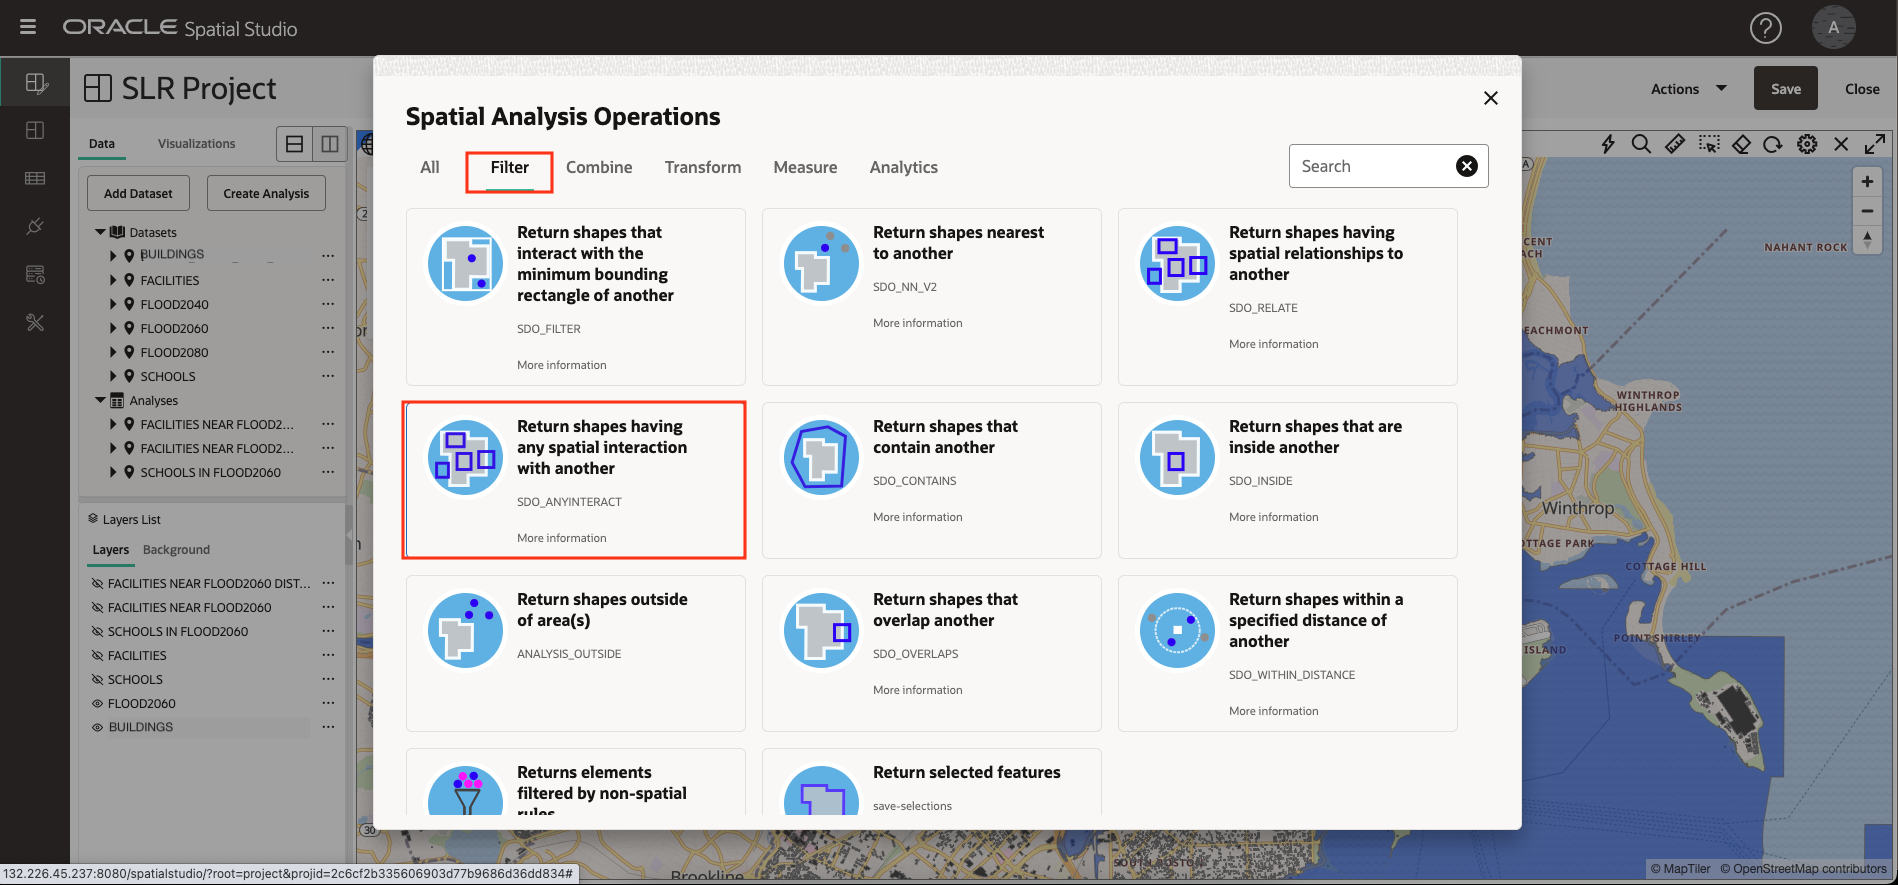 ORACLE Spatial Studio
A
SLR Project
Actions
Save
Close
Data
Visualizations
Add Dataset
Create Analysis
Datasets
BUILDINGS
FACILITIES
FLOOD2040
FLOOD2060
FLOOD2080
SCHOOLS
Analyses
FACILITIES NEAR FLOOD2...
FACILITIES NEAR FLOOD2...
SCHOOLS IN FLOOD2060
Layers List
Layers
Background
FACILITIES NEAR FLOOD2060 DIST...
FACILITIES NEAR FLOOD2060
SCHOOLS IN FLOOD2060
FACILITIES
SCHOOLS
FLOOD2060
BUILDINGS
Spatial Analysis Operations
All
Filter
Combine
Transform
Measure
Analytics
Search
Return shapes that
interact with the
minimum bounding
rectangle of another
SDO_FILTER
More information
Return shapes nearest
to another
SDO_NN_V2
More information
Return shapes having
spatial relationships to
another
SDO_RELATE
More information
Return shapes having
any spatial interaction
with another
SDO_ANYINTERACT
More information
Return shapes that
contain another
SDO_CONTAINS
More information
Return shapes that are
inside another
SDO_INSIDE
More information
Return shapes outside
of area(s)
ANALYSIS_OUTSIDE
Return shapes that
overlap another
SDO_OVERLAPS
More information
Return shapes within a
specified distance of
another
SDO_WITHIN_DISTANCE
More information
Returns elements
filtered by non-spatial
rules
Return selected features
save-selections
NAHANT ROCK
WINTHROP
HIGHLANDS
Winthrop
COTTAGE HILL
POINT SHIRLEY
ISLAND
30
Brookline
© MapTiler © OpenStreetMap contributors
132.226.45.237:8080/spatialstudio/?root=project&projid=2c6cf2b335606903d77b9686d36dd834#